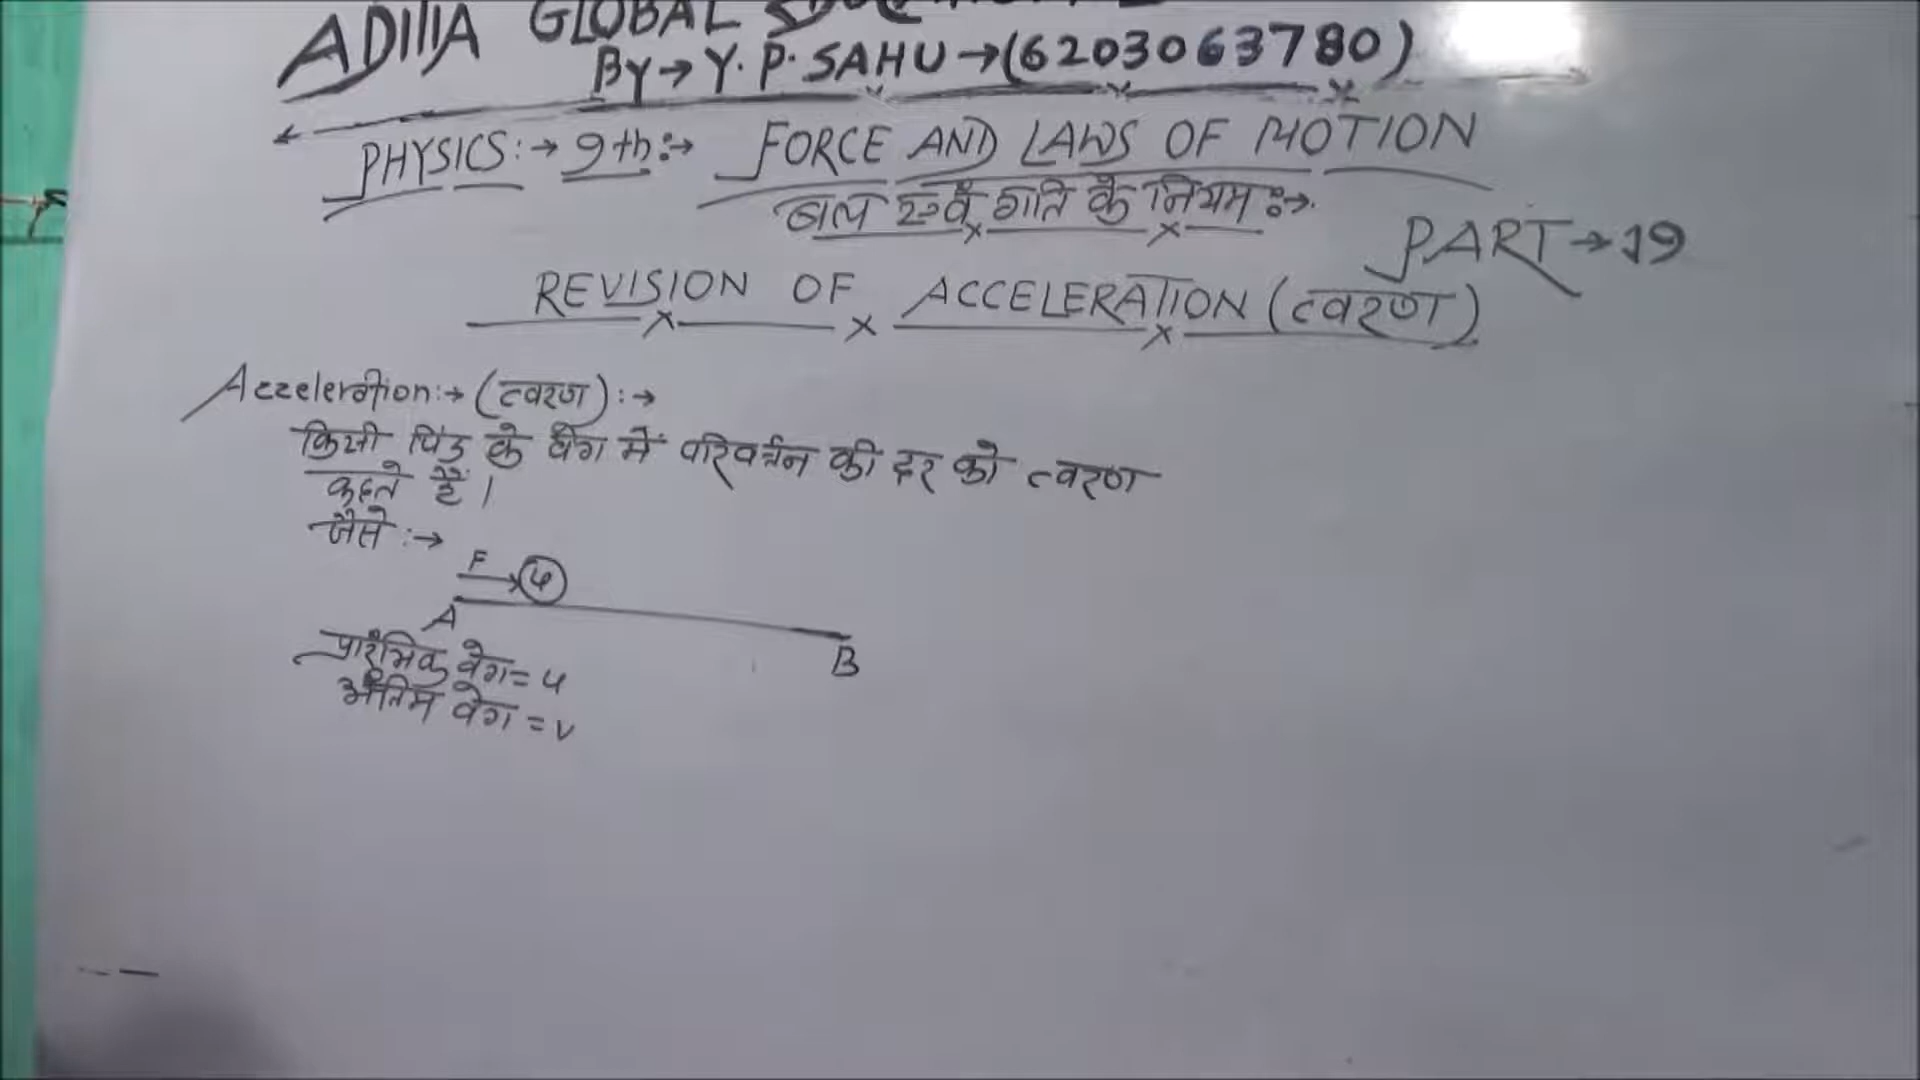 ADITYA GLOBAL
BY→ Y. P. SAHU →(6203063780)
PHYSICS:→ 9th:→ FORCE AND LAWS OF MOTION
बल एवं गति के नियम :→
PART→19
REVISION OF ACCELERATION (त्वरण)
Acceleration:→ (त्वरण):→
किसी पिंड के वेग में परिवर्तन की दर को त्वरण
कहते हैं।
जैसे :→
F
A
B
प्रारंभिक वेग = u
अंतिम वेग = v